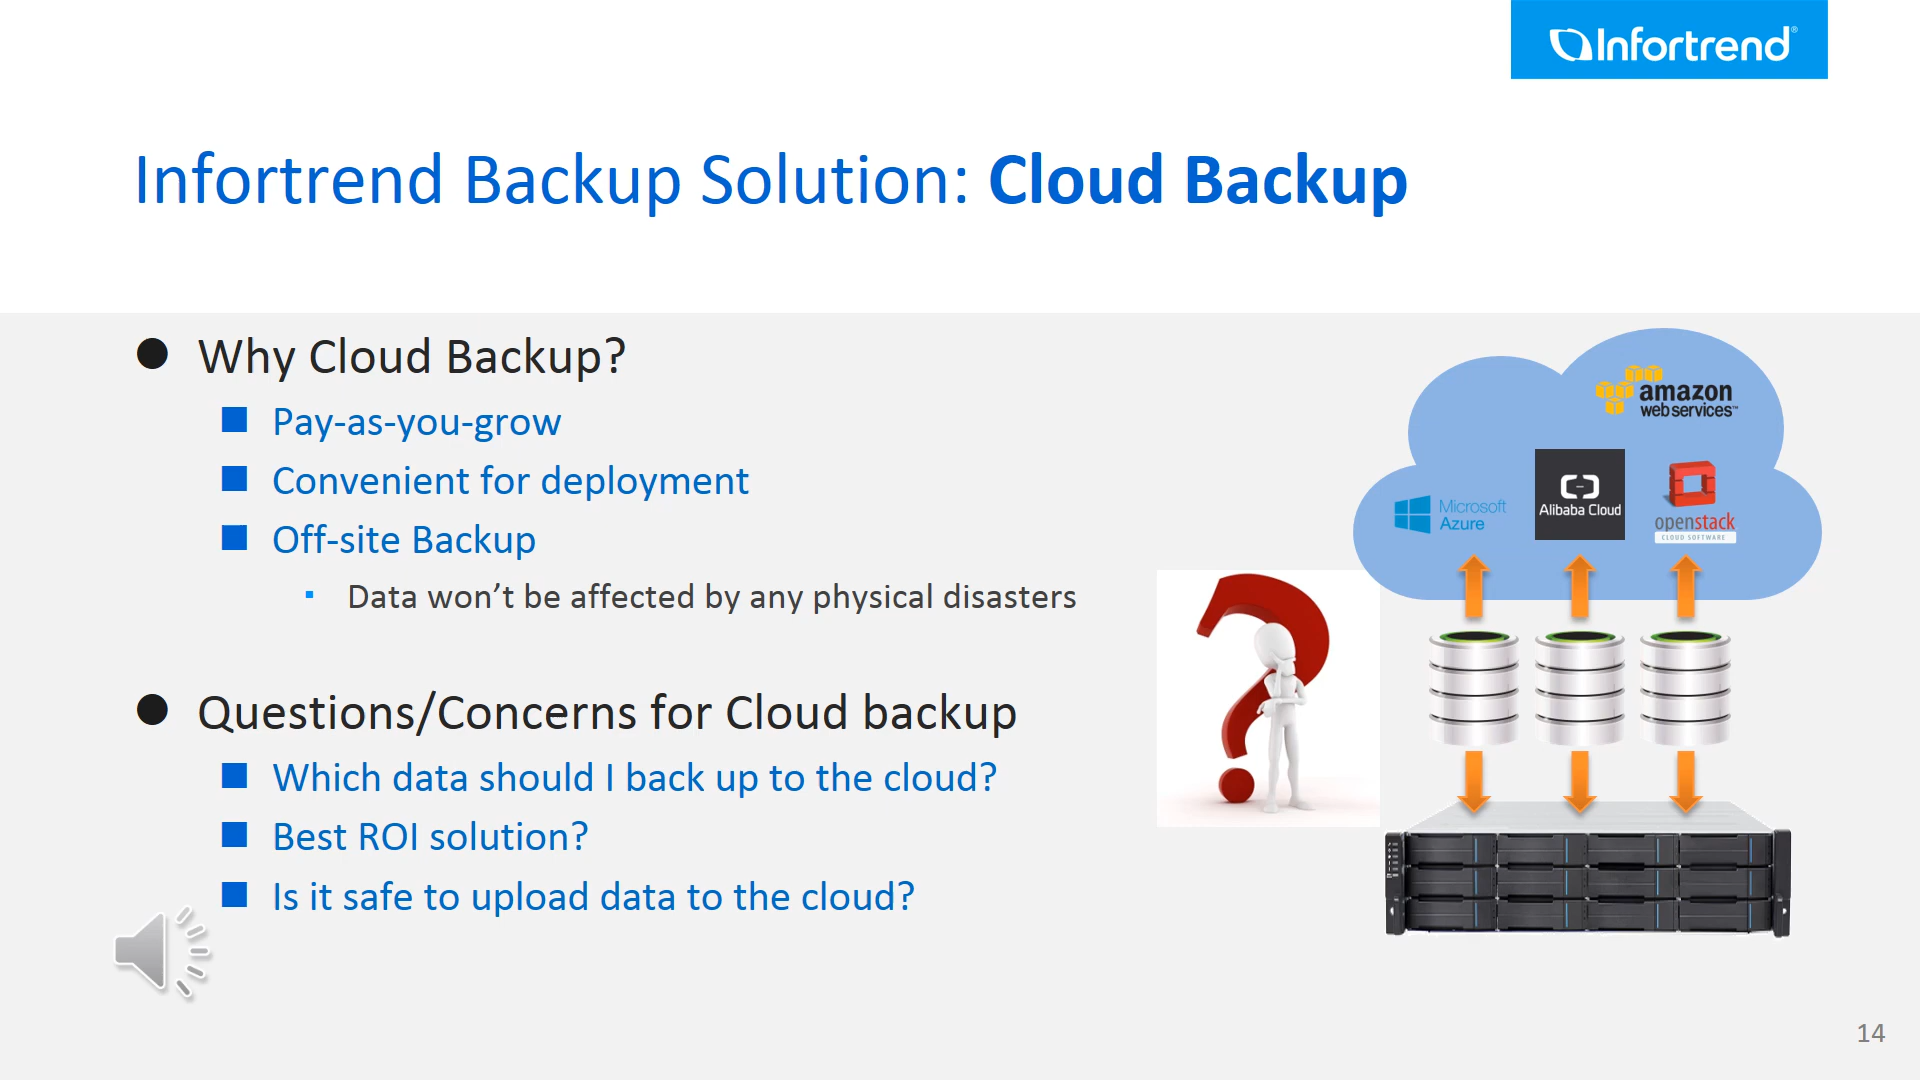 Infortrend®
Infortrend Backup Solution: Cloud Backup
Why Cloud Backup?
Pay-as-you-grow
Convenient for deployment
Off-site Backup
Data won’t be affected by any physical disasters
Questions/Concerns for Cloud backup
Which data should I back up to the cloud?
Best ROI solution?
Is it safe to upload data to the cloud?
amazon
web services™
Microsoft
Azure
Alibaba Cloud
openstack
CLOUD SOFTWARE
14